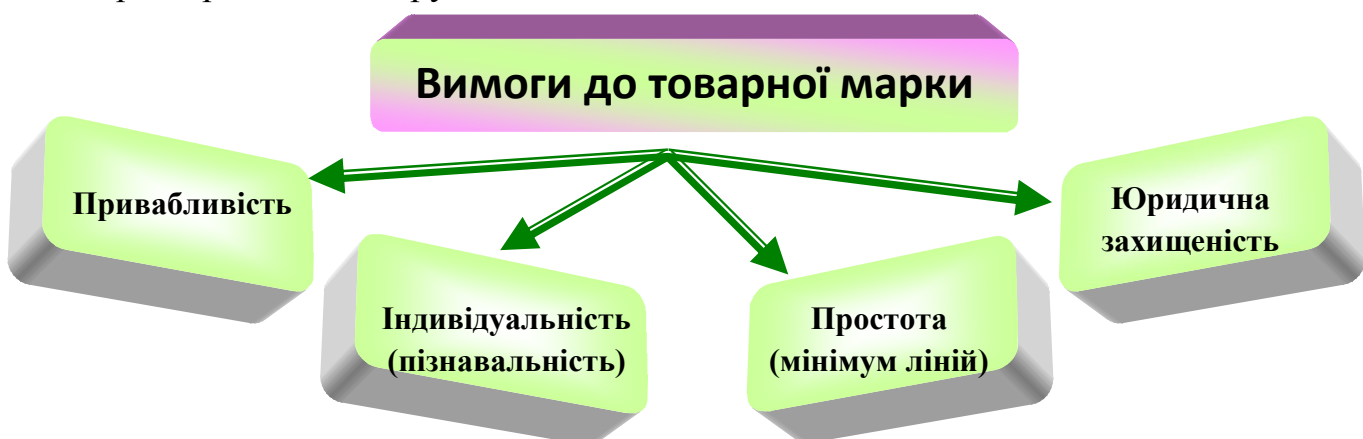 Вимоги до товарної марки
Привабливість
Індивідуальність
(пізнавальність)
Простота
(мінімум ліній)
Юридична
захищеність